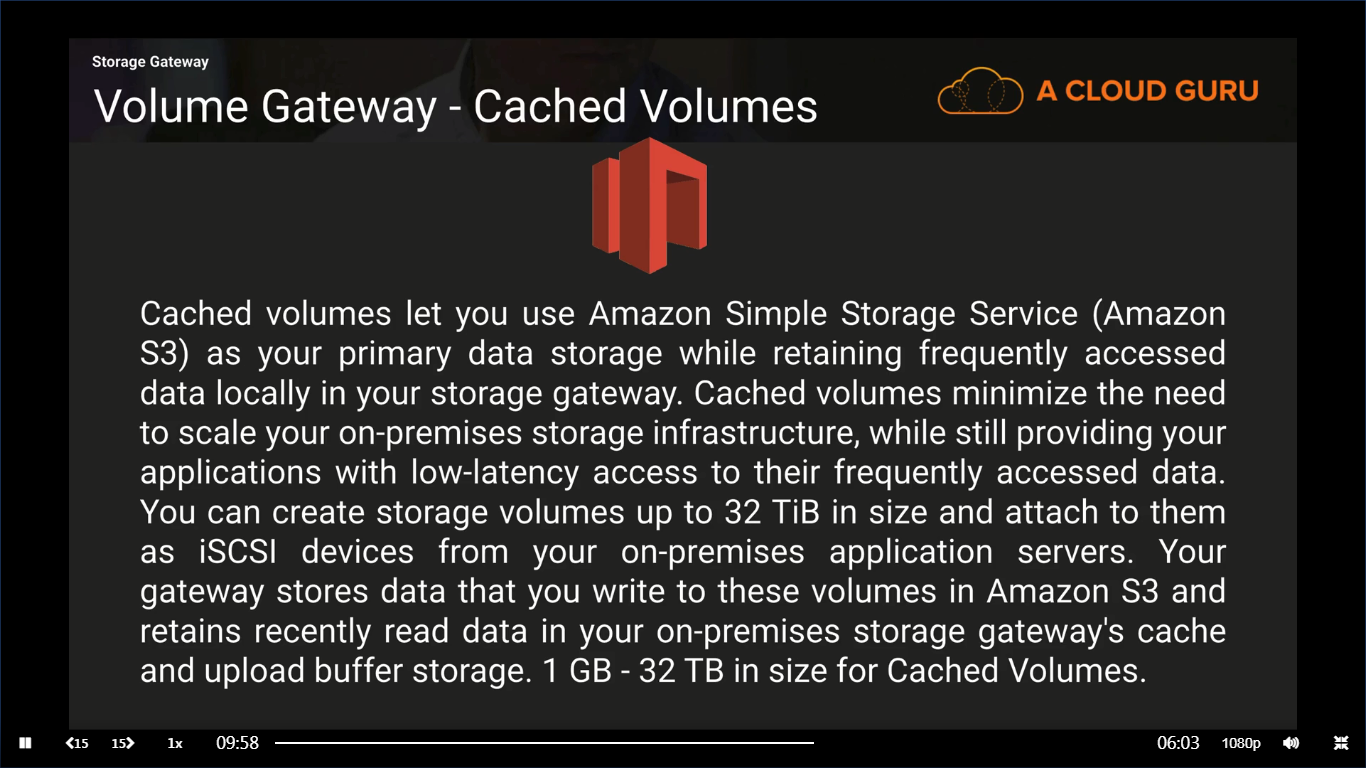 Storage Gateway
Volume Gateway - Cached Volumes
A CLOUD GURU
Cached volumes let you use Amazon Simple Storage Service (Amazon
S3) as your primary data storage while retaining frequently accessed
data locally in your storage gateway. Cached volumes minimize the need
to scale your on-premises storage infrastructure, while still providing your
applications with low-latency access to their frequently accessed data.
You can create storage volumes up to 32 TiB in size and attach to them
as iSCSI devices from your on-premises application servers. Your
gateway stores data that you write to these volumes in Amazon S3 and
retains recently read data in your on-premises storage gateway's cache
and upload buffer storage. 1 GB - 32 TB in size for Cached Volumes.
15 15 1x 09:58 06:03 1080p